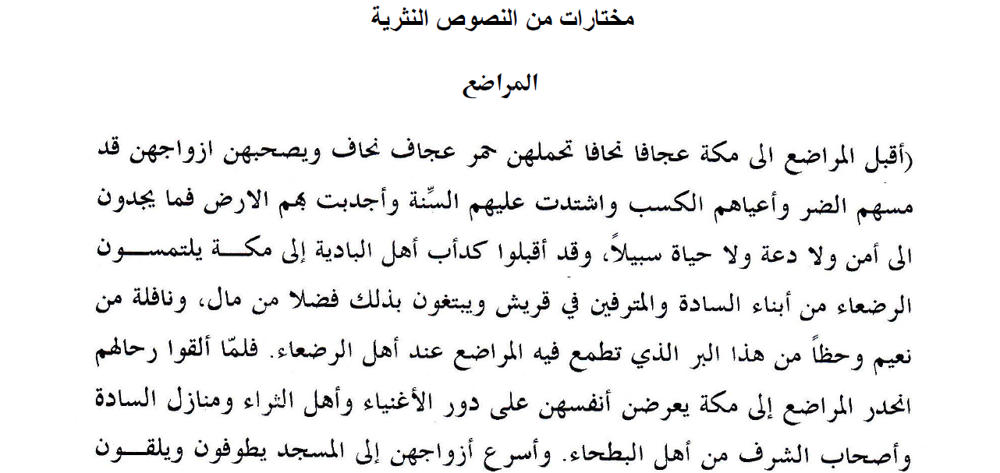 مختارات من النصوص النثرية
المراضع
(أقبل المراضع الى مكة عجافا نحافا تحملهن حمر عجاف نحاف ويصحبهن ازواجهن قد
مسهم الضر وأعياهم الكسب واشتدت عليهم السِّنة وأجدبت بهم الارض فما يجدون
الى أمن ولا دعة ولا حياة سبيلاً، وقد أقبلوا كدأب أهل البادية إلى مكة يلتمسون
الرضعاء من أبناء السادة والمترفين في قريش ويبتغون بذلك فضلا من مال، ونافلة من
نعيم وحظاً من هذا البر الذي تطمع فيه المراضع عند أهل الرضعاء. فلمّا ألقوا رحالهم
انحدر المراضع إلى مكة يعرضن أنفسهن على دور الأغنياء وأهل الثراء ومنازل السادة
وأصحاب الشرف من أهل البطحاء. وأسرع أزواجهن إلى المسجد يطوفون ويلقون